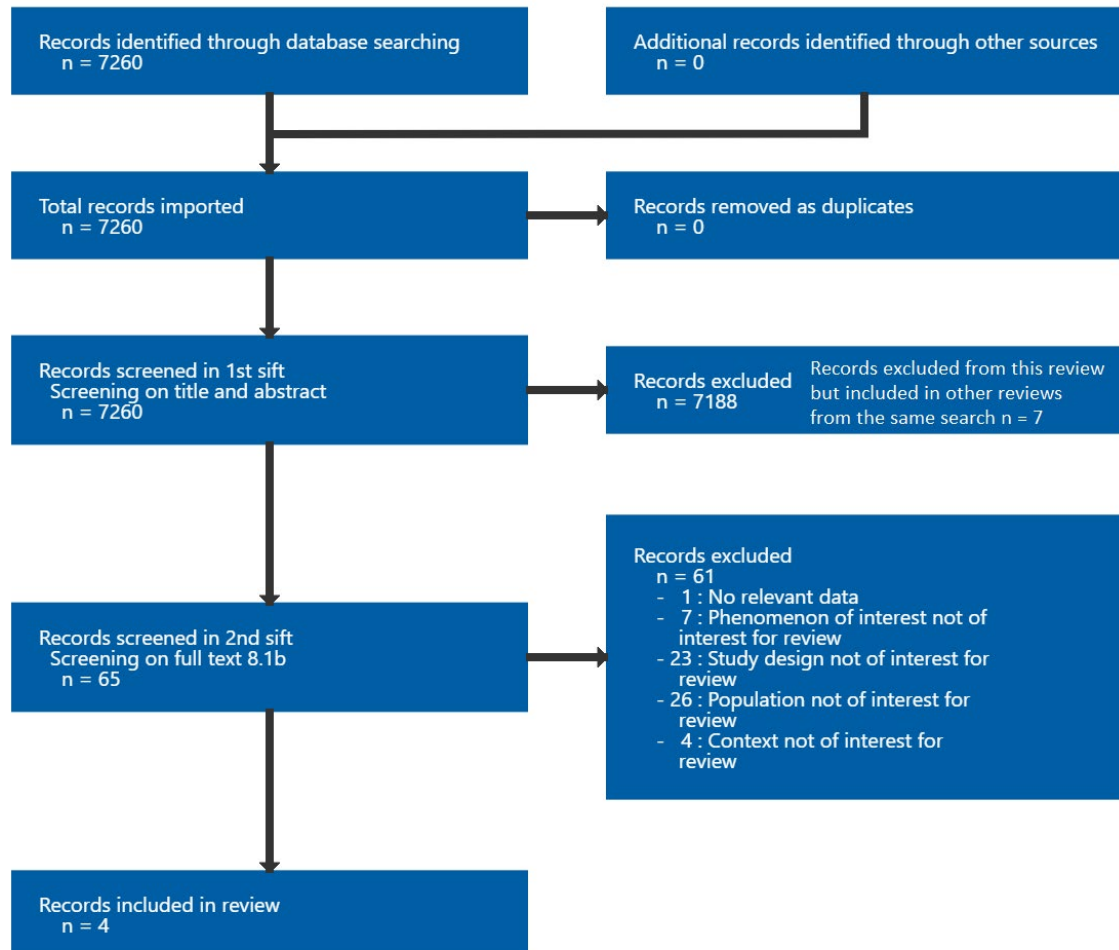 Records identified through database searching
n = 7260
Additional records identified through other sources
n = 0
Total records imported
n = 7260
Records removed as duplicates
n = 0
Records screened in 1st sift
Screening on title and abstract
n = 7260
Records excluded
n = 7188
Records excluded from this review
but included in other reviews
from the same search n = 7
Records screened in 2nd sift
Screening on full text 8.1b
n = 65
Records excluded
n = 61
- 1 : No relevant data
- 7 : Phenomenon of interest not of
interest for review
- 23 : Study design not of interest for
review
- 26 : Population not of interest for
review
- 4 : Context not of interest for
review
Records included in review
n = 4